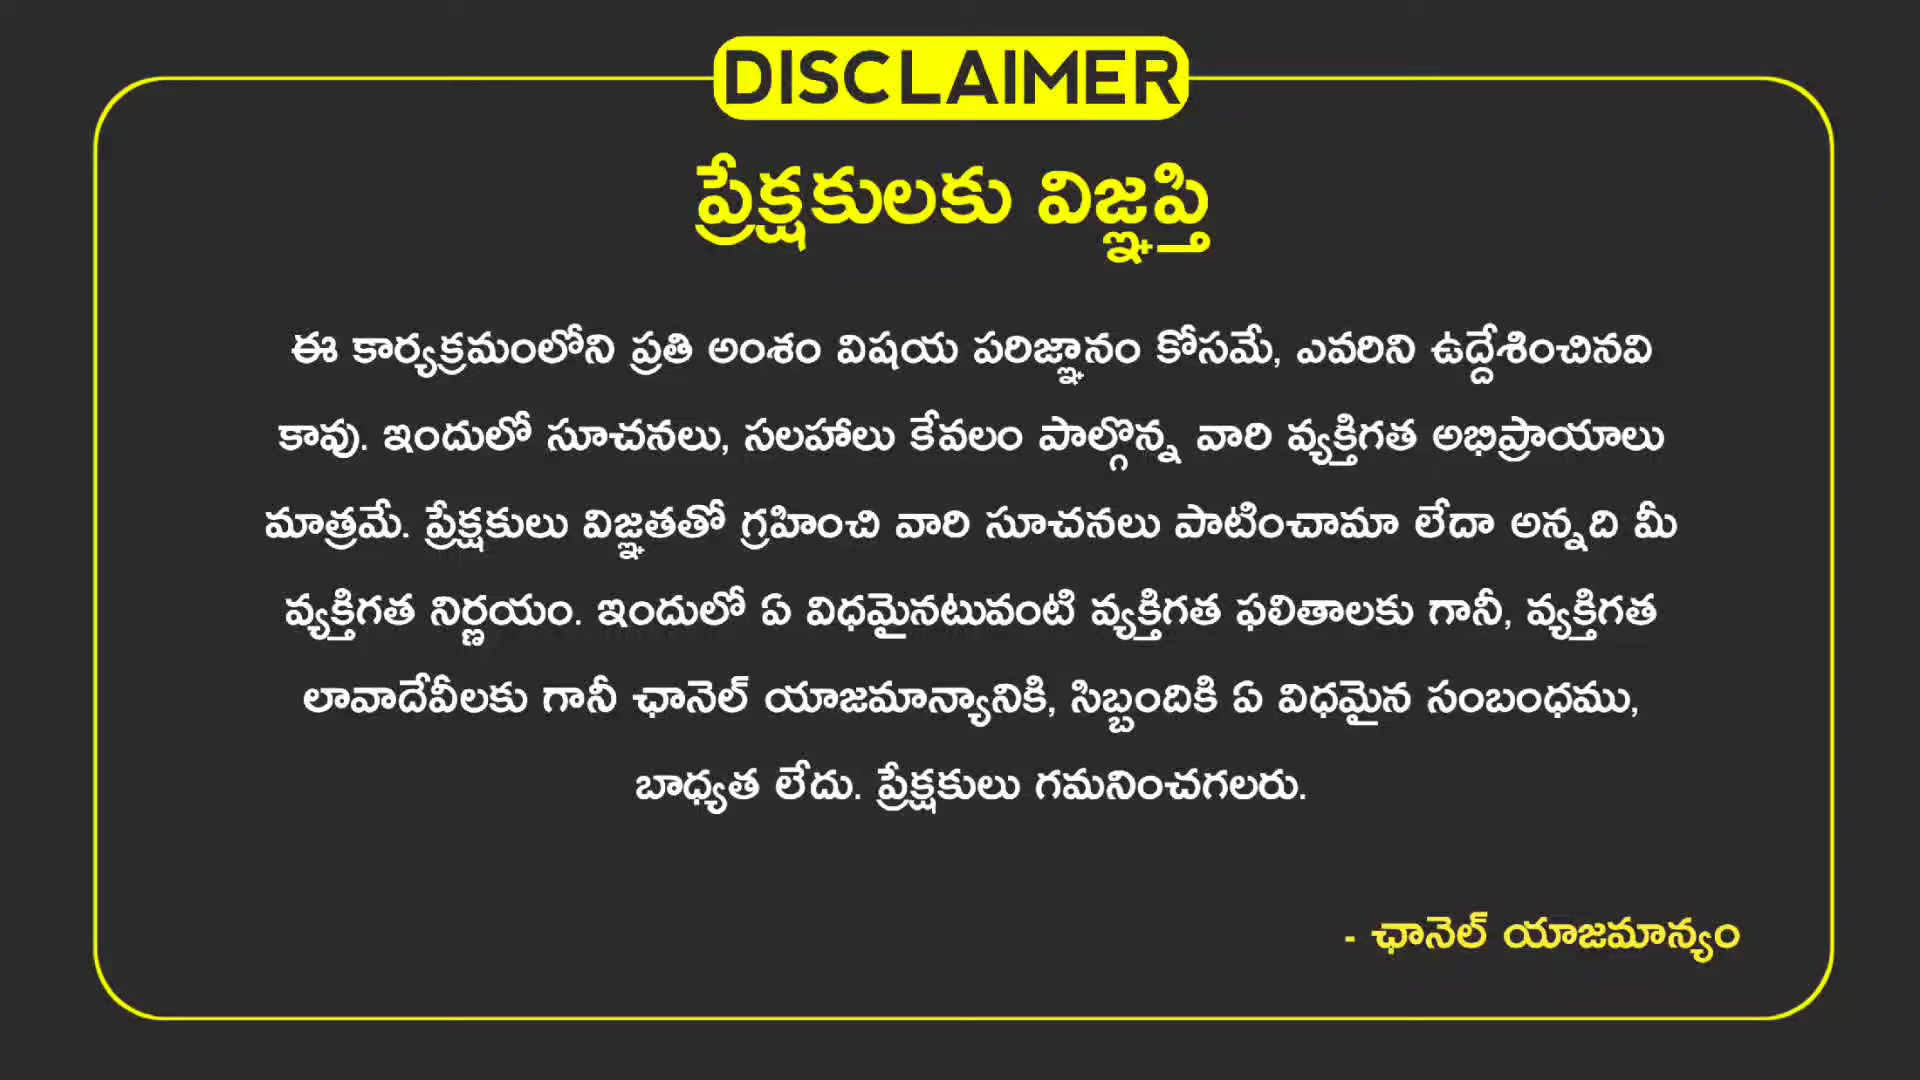 DISCLAIMER
ప్రేక్షకులకు విజ్ఞప్తి
ఈ కార్యక్రమంలోని ప్రతి అంశం విషయ పరిజ్ఞానం కోసమే, ఎవరిని ఉద్దేశించినవి
కావు. ఇందులో సూచనలు, సలహాలు కేవలం పాల్గొన్న వారి వ్యక్తిగత అభిప్రాయాలు
మాత్రమే. ప్రేక్షకులు విజ్ఞతతో గ్రహించి వారి సూచనలు పాటించామా లేదా అన్నది మీ
వ్యక్తిగత నిర్ణయం. ఇందులో ఏ విధమైనటువంటి వ్యక్తిగత ఫలితాలకు గానీ, వ్యక్తిగత
లావాదేవీలకు గానీ ఛానెల్ యాజమాన్యానికి, సిబ్బందికి ఏ విధమైన సంబంధము,
బాధ్యత లేదు. ప్రేక్షకులు గమనించగలరు.
- ఛానెల్ యాజమాన్యం